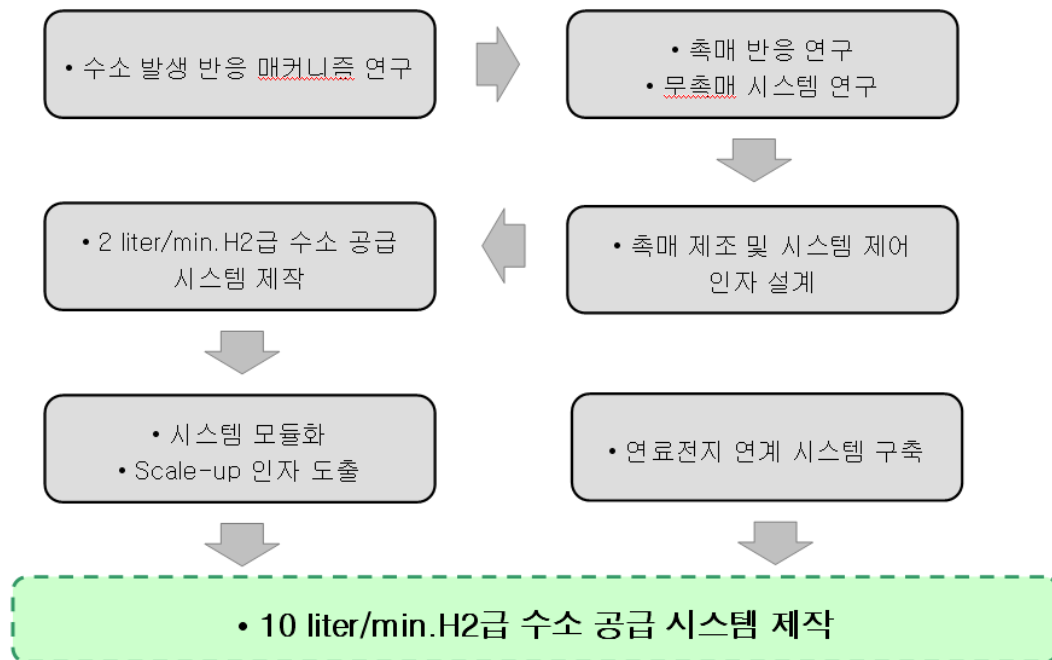 • 수소 발생 반응 매커니즘 연구
• 촉매 반응 연구
• 무촉매 시스템 연구
• 촉매 제조 및 시스템 제어
인자 설계
• 2 liter/min.H2급 수소 공급
시스템 제작
• 시스템 모듈화
• Scale-up 인자 도출
• 연료전지 연계 시스템 구축
• 10 liter/min.H2급 수소 공급 시스템 제작